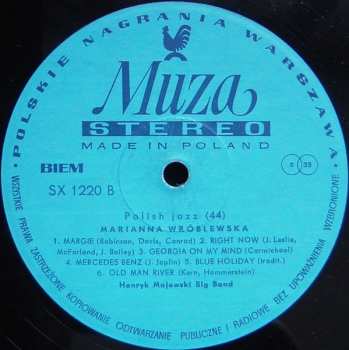 • POLSKIE NAGRANIA WARSZAWA •
Muza
STEREO
MADE IN POLAND
BIEM
S 33
SX 1220 B
Polish jazz (44)
MARIANNA WRÓBLEWSKA
1. MARGIE (Robinson, Davis, Conrad) 2. RIGHT NOW (J. Leslie,
McFarland, J. Bailey) 3. GEORGIA ON MY MIND (Carmichael)
4. MERCEDES BENZ (J. Joplin) 5. BLUE HOLIDAY (tradit.)
6. OLD MAN RIVER (Kern, Hammerstein)
Henryk Majewski Big Band
• WSZYSTKIE PRAWA ZASTRZEŻONE KOPIOWANIE ODTWARZANIE PUBLICZNE I RADIOWE BEZ UPOWAŻNIENIA WZBRONIONE